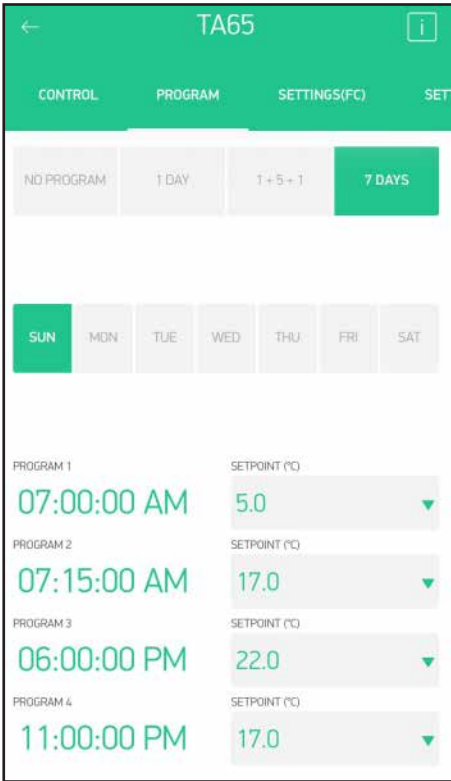 ← TA65 i
CONTROL PROGRAM SETTINGS(FC) SET
NO PROGRAM 1 DAY 1 + 5 + 1 7 DAYS
SUN MON TUE WED THU FRI SAT
PROGRAM 1 SETPOINT (°C)
07:00:00 AM 5.0 ▼
PROGRAM 2 SETPOINT (°C)
07:15:00 AM 17.0 ▼
PROGRAM 3 SETPOINT (°C)
06:00:00 PM 22.0 ▼
PROGRAM 4 SETPOINT (°C)
11:00:00 PM 17.0 ▼